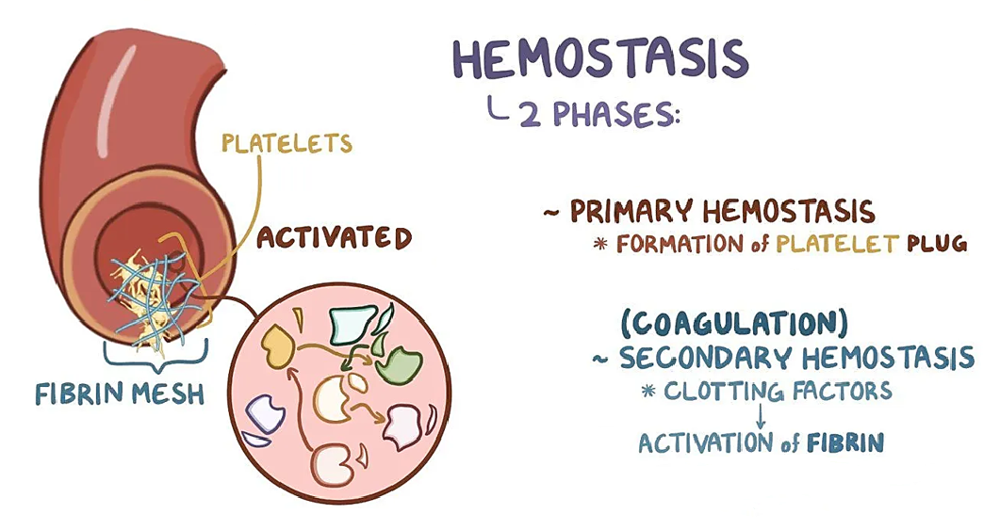 HEMOSTASIS
2 PHASES:
PLATELETS
ACTIVATED
~ PRIMARY HEMOSTASIS
* FORMATION of PLATELET PLUG
(COAGULATION)
~ SECONDARY HEMOSTASIS
* CLOTTING FACTORS
↓
ACTIVATION of FIBRIN
FIBRIN MESH